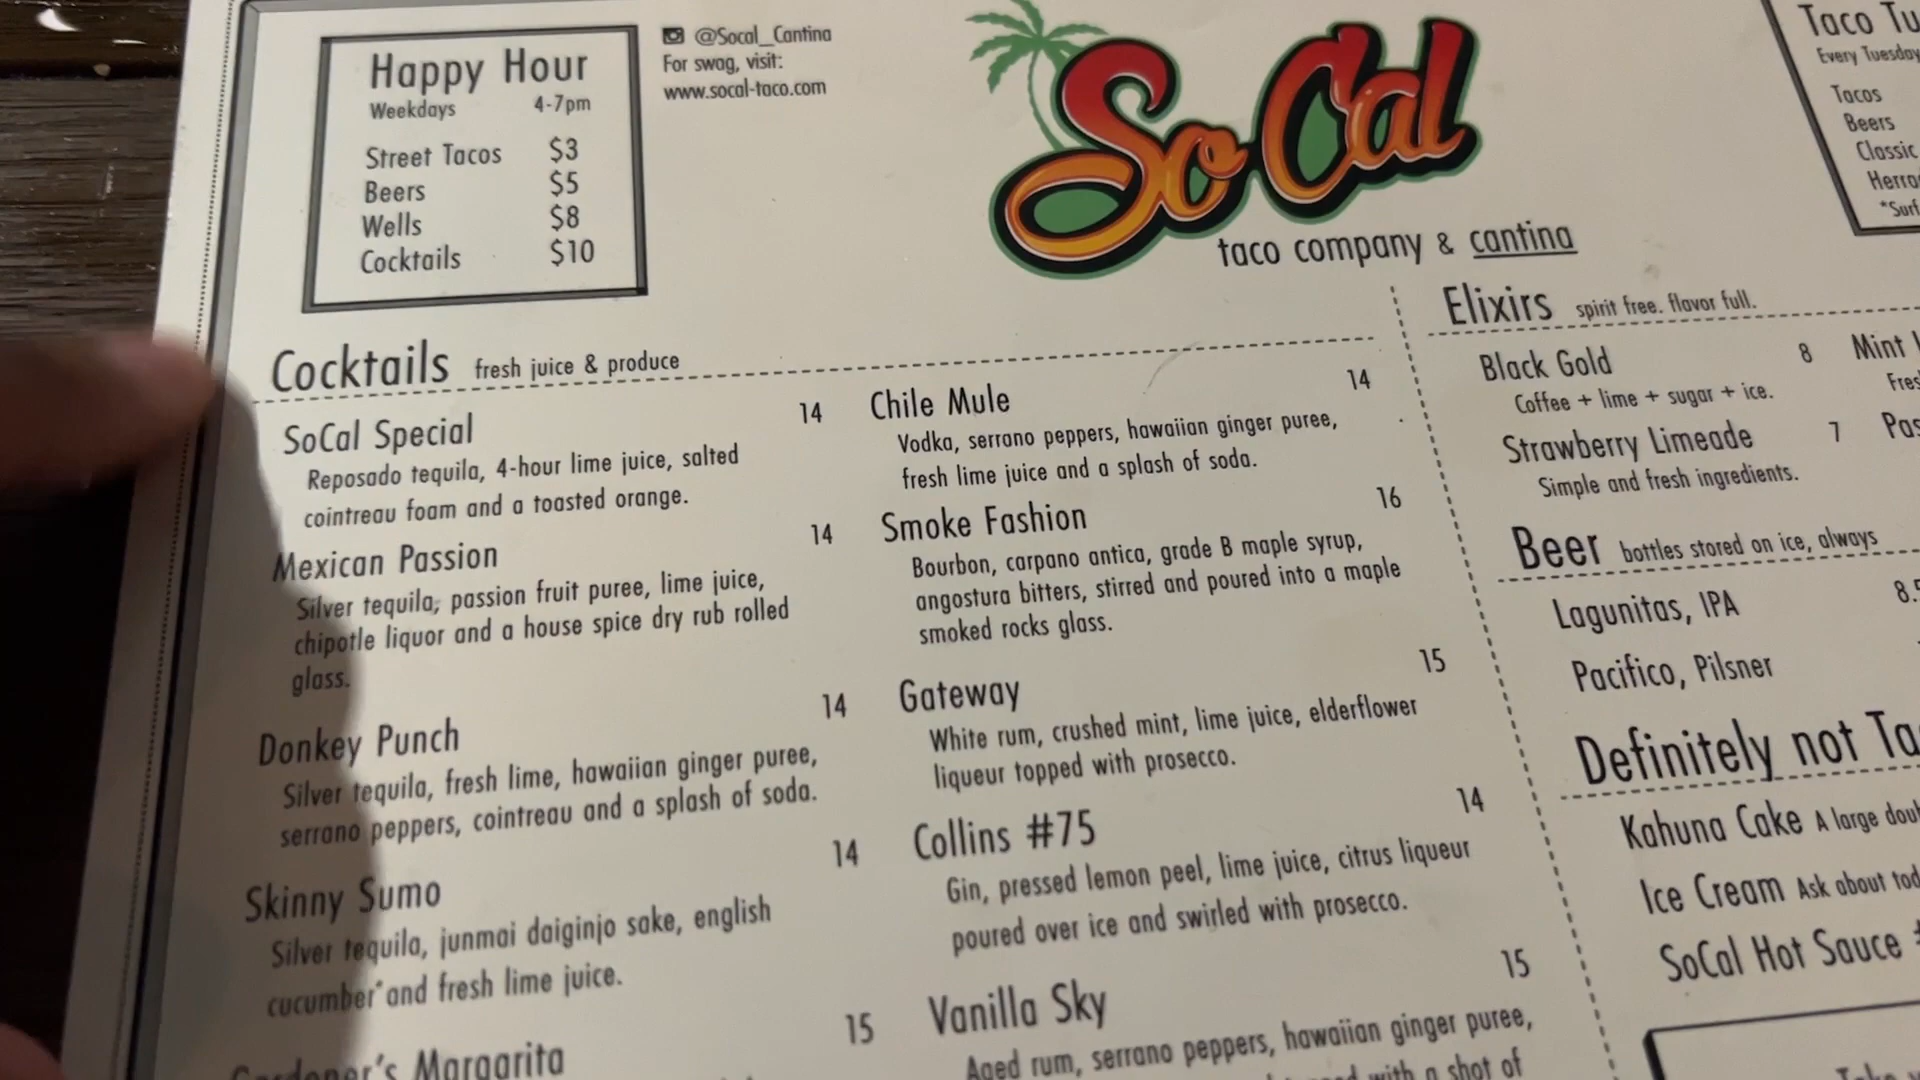 Happy Hour
Weekdays 4-7pm
Street Tacos $3
Beers $5
Wells $8
Cocktails $10
@Socal_Cantina
For swag, visit:
www.socal-taco.com
So Cal
taco company & cantina
Taco
Every Tuesday
Tacos
Beers
Classic
Cocktails fresh juice & produce
SoCal Special 14
Reposado tequila, 4-hour lime juice, salted
cointreau foam and a toasted orange.
Mexican Passion 14
Silver tequila, passion fruit puree, lime juice,
chipotle liquor and a house spice dry rub rolled
glass.
Donkey Punch 14
Silver tequila, fresh lime, hawaiian ginger puree,
serrano peppers, cointreau and a splash of soda.
Skinny Sumo 14
Silver tequila, junmai daiginjo sake, english
cucumber and fresh lime juice.
Gardener's Margarita 15
Chile Mule 14
Vodka, serrano peppers, hawaiian ginger puree,
fresh lime juice and a splash of soda.
Smoke Fashion 16
Bourbon, carpano antica, grade B maple syrup,
angostura bitters, stirred and poured into a maple
smoked rocks glass.
Gateway 15
White rum, crushed mint, lime juice, elderflower
liqueur topped with prosecco.
Collins #75 14
Gin, pressed lemon peel, lime juice, citrus liqueur
poured over ice and swirled with prosecco.
Vanilla Sky 15
Aged rum, serrano peppers, hawaiian ginger puree,
with a shot of
Elixirs spirit free. flavor full.
Black Gold 8
Coffee + lime + sugar + ice.
Strawberry Limeade 7
Simple and fresh ingredients.
Mint
Beer bottles stored on ice, always
Lagunitas, IPA
Pacifico, Pilsner
Definitely not
Kahuna Cake A large
Ice Cream Ask about
SoCal Hot Sauce